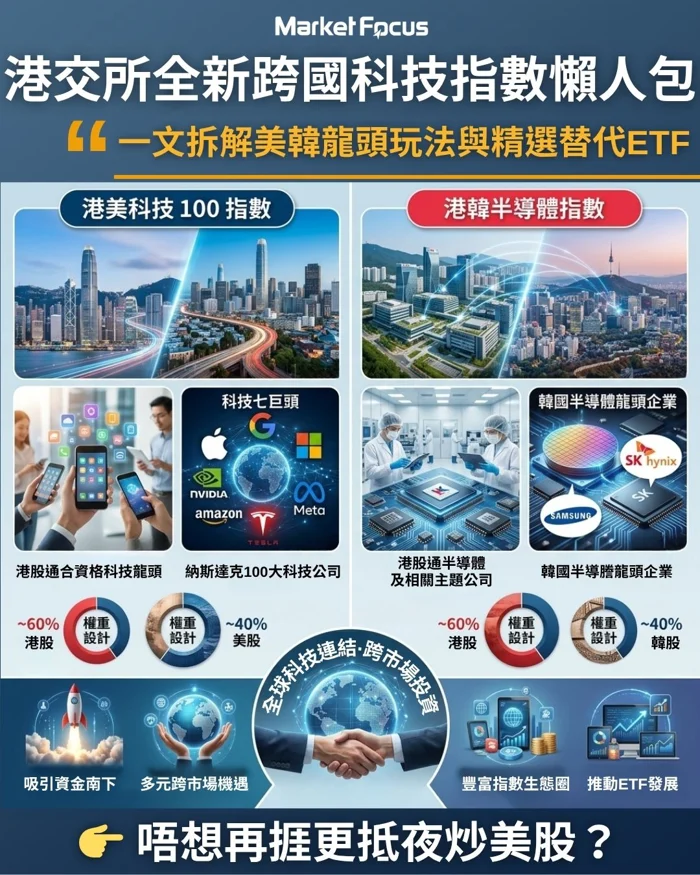 MarketFocus
港交所全新跨國科技指數懶人包
“一文拆解美韓龍頭玩法與精選替代ETF
港美科技 100 指數
港韓半導體指數
科技七巨頭
G
NVIDIA
amazon
TESLA
Meta
韓國半導體龍頭企業
SK hynix
SK
SAMSUNG
港股通合資格科技龍頭
納斯達克100大科技公司
港股通半導體
及相關主題公司
韓國半導謄龍頭企業
~60%
港股
權重
設計
權重
設計
~40%
美股
~60%
港股
權重
設計
權重
設計
~40%
韓股
全球科技連結·跨市場投資
吸引資金南下
多元跨市場機遇
豐富指數生態圈
推動ETF發展
唔想再捱更抵夜炒美股？